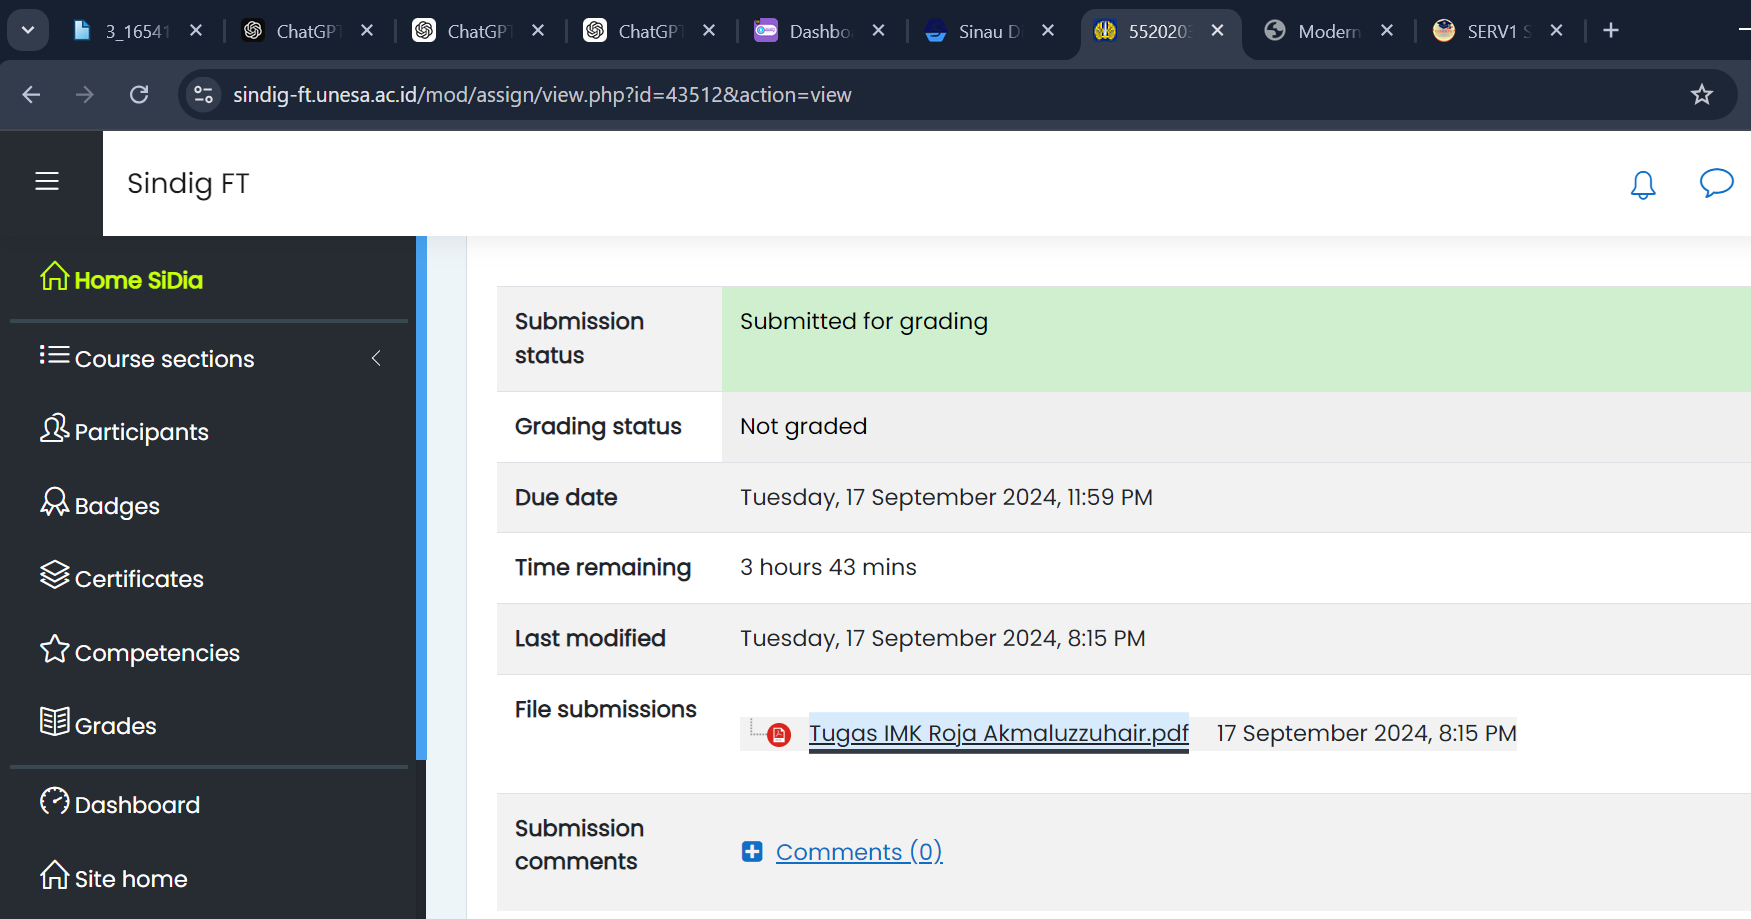 3_16541
ChatGPT
ChatGPT
ChatGPT
Dashbo
Sinau Di
5520203
Modern
SERV1 S
sindig-ft.unesa.ac.id/mod/assign/view.php?id=43512&action=view
Sindig FT
Home SiDia
Course sections
Participants
Badges
Certificates
Competencies
Grades
Dashboard
Site home
Submission status
Submitted for grading
Grading status
Not graded
Due date
Tuesday, 17 September 2024, 11:59 PM
Time remaining
3 hours 43 mins
Last modified
Tuesday, 17 September 2024, 8:15 PM
File submissions
Tugas IMK Roja Akmaluzzuhair.pdf
17 September 2024, 8:15 PM
Submission comments
Comments (0)